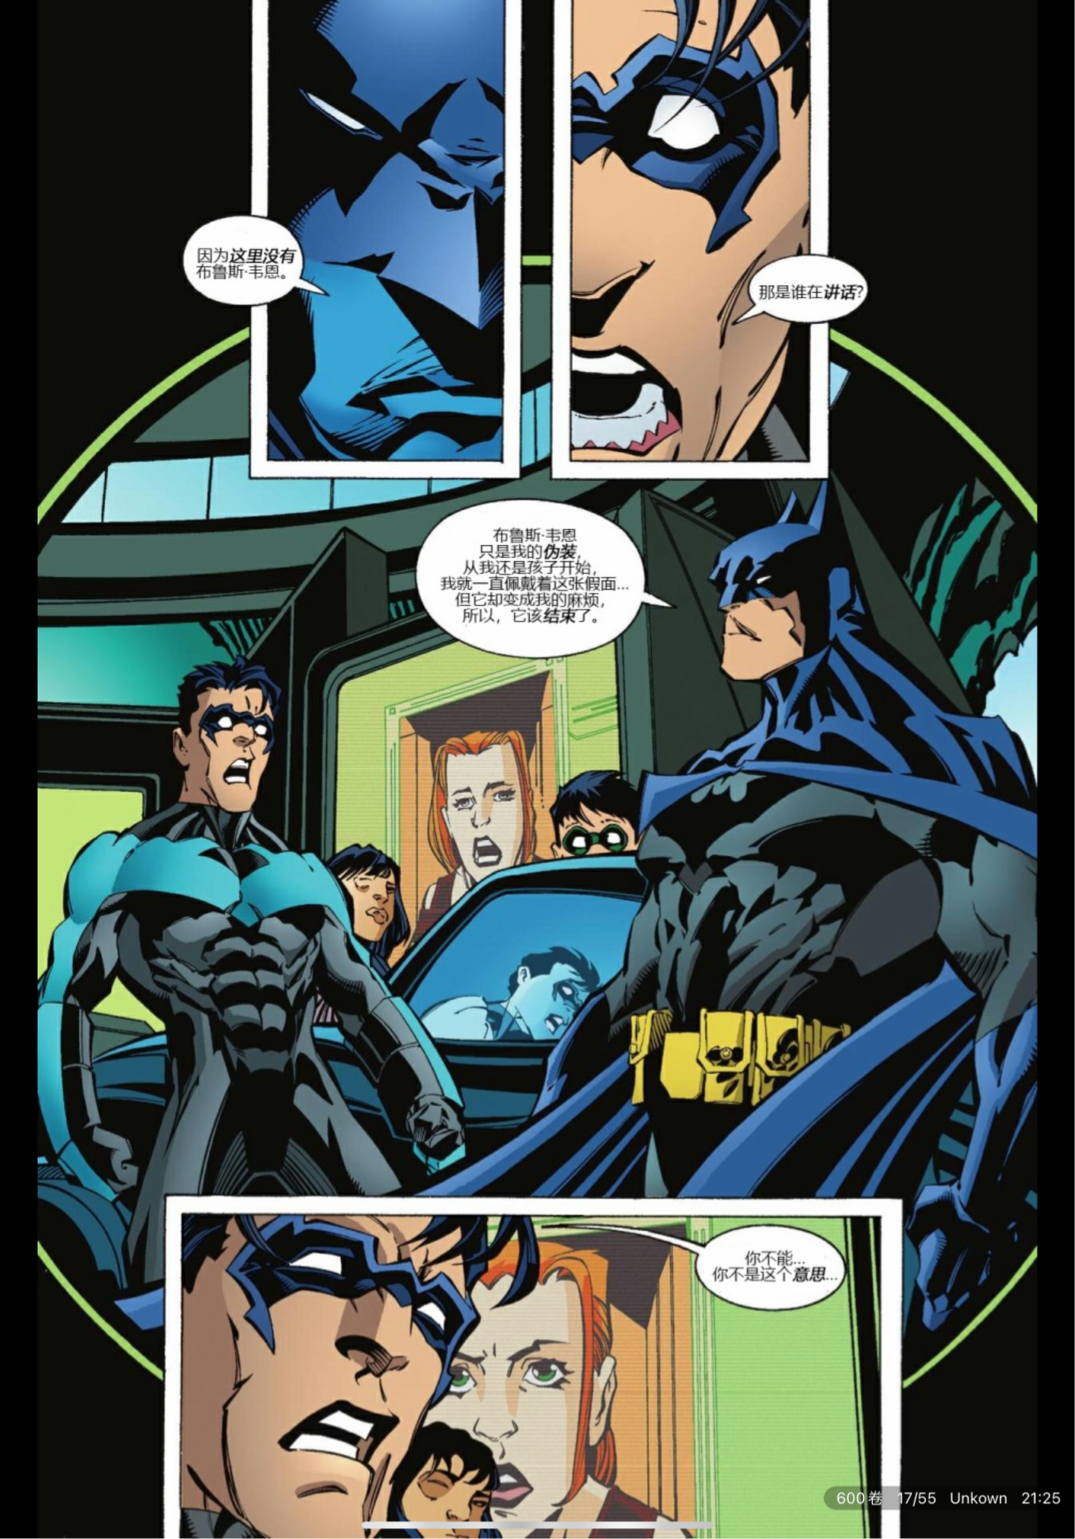 因为这里没有
布鲁斯·韦恩。
那是谁在讲话?
布鲁斯·韦恩
只是我的伪装,
从我还是孩子开始,
我就一直佩戴着这张假面...
但它却变成我的麻烦,
所以，它该结束了。
你不能...
你不是这个意思...
600卷 17/55 Unkown 21:25